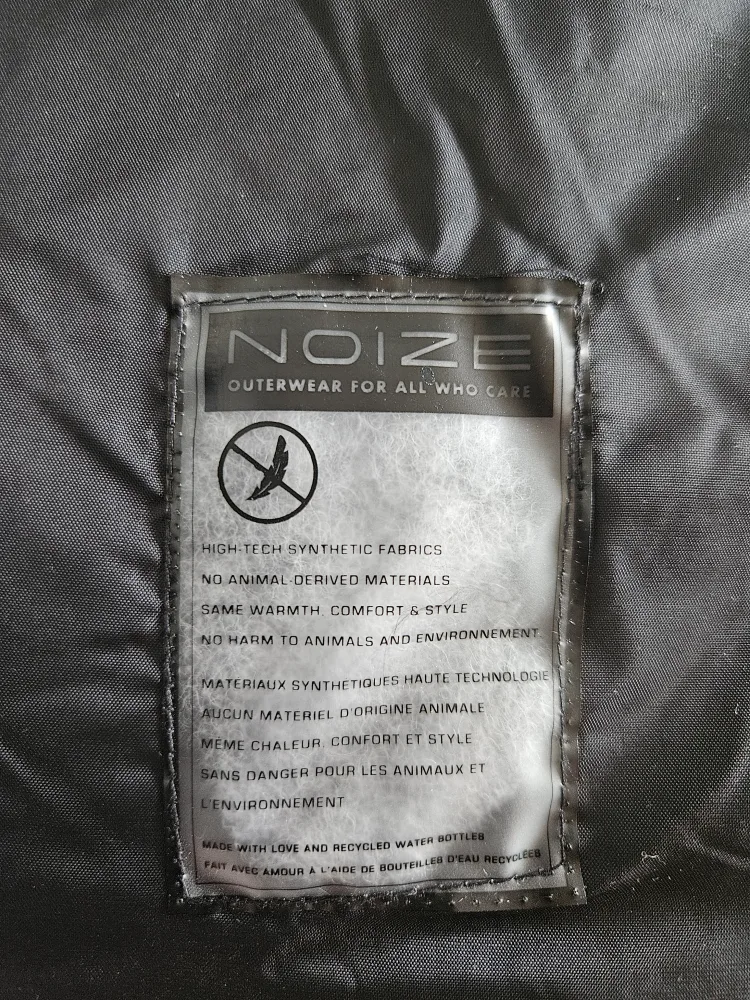 NOIZE
OUTERWEAR FOR ALL WHO CARE
HIGH-TECH SYNTHETIC FABRICS
NO ANIMAL-DERIVED MATERIALS
SAME WARMTH, COMFORT & STYLE
NO HARM TO ANIMALS AND ENVIRONNEMENT.
MATERIAUX SYNTHETIQUES HAUTE TECHNOLOGIE
AUCUN MATERIEL D'ORIGINE ANIMALE
MÊME CHALEUR, CONFORT ET STYLE
SANS DANGER POUR LES ANIMAUX ET
L'ENVIRONNEMENT
MADE WITH LOVE AND RECYCLED WATER BOTTLES
FAIT AVEC AMOUR À L'AIDE DE BOUTEILLES D'EAU RECYCLÉES